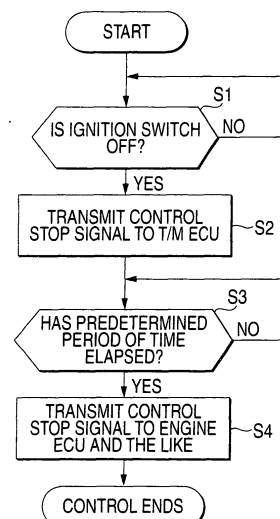 START
S1
IS IGNITION SWITCH
OFF?
NO
YES
TRANSMIT CONTROL
STOP SIGNAL TO T/M ECU
S2
S3
HAS PREDETERMINED
PERIOD OF TIME
ELAPSED?
NO
YES
TRANSMIT CONTROL
STOP SIGNAL TO ENGINE
ECU AND THE LIKE
S4
CONTROL ENDS